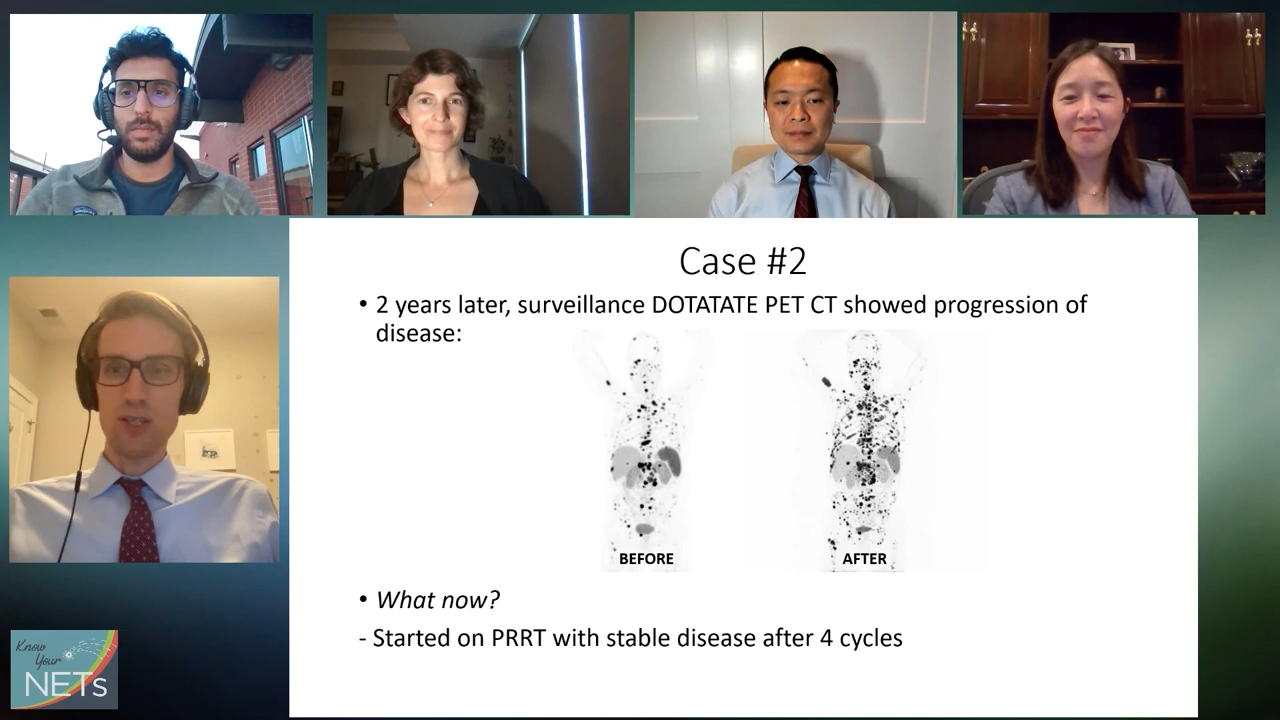 Case #2
• 2 years later, surveillance DOTATATE PET CT showed progression of
disease:
BEFORE
AFTER
• What now?
- Started on PRRT with stable disease after 4 cycles
Know
Your
NETs